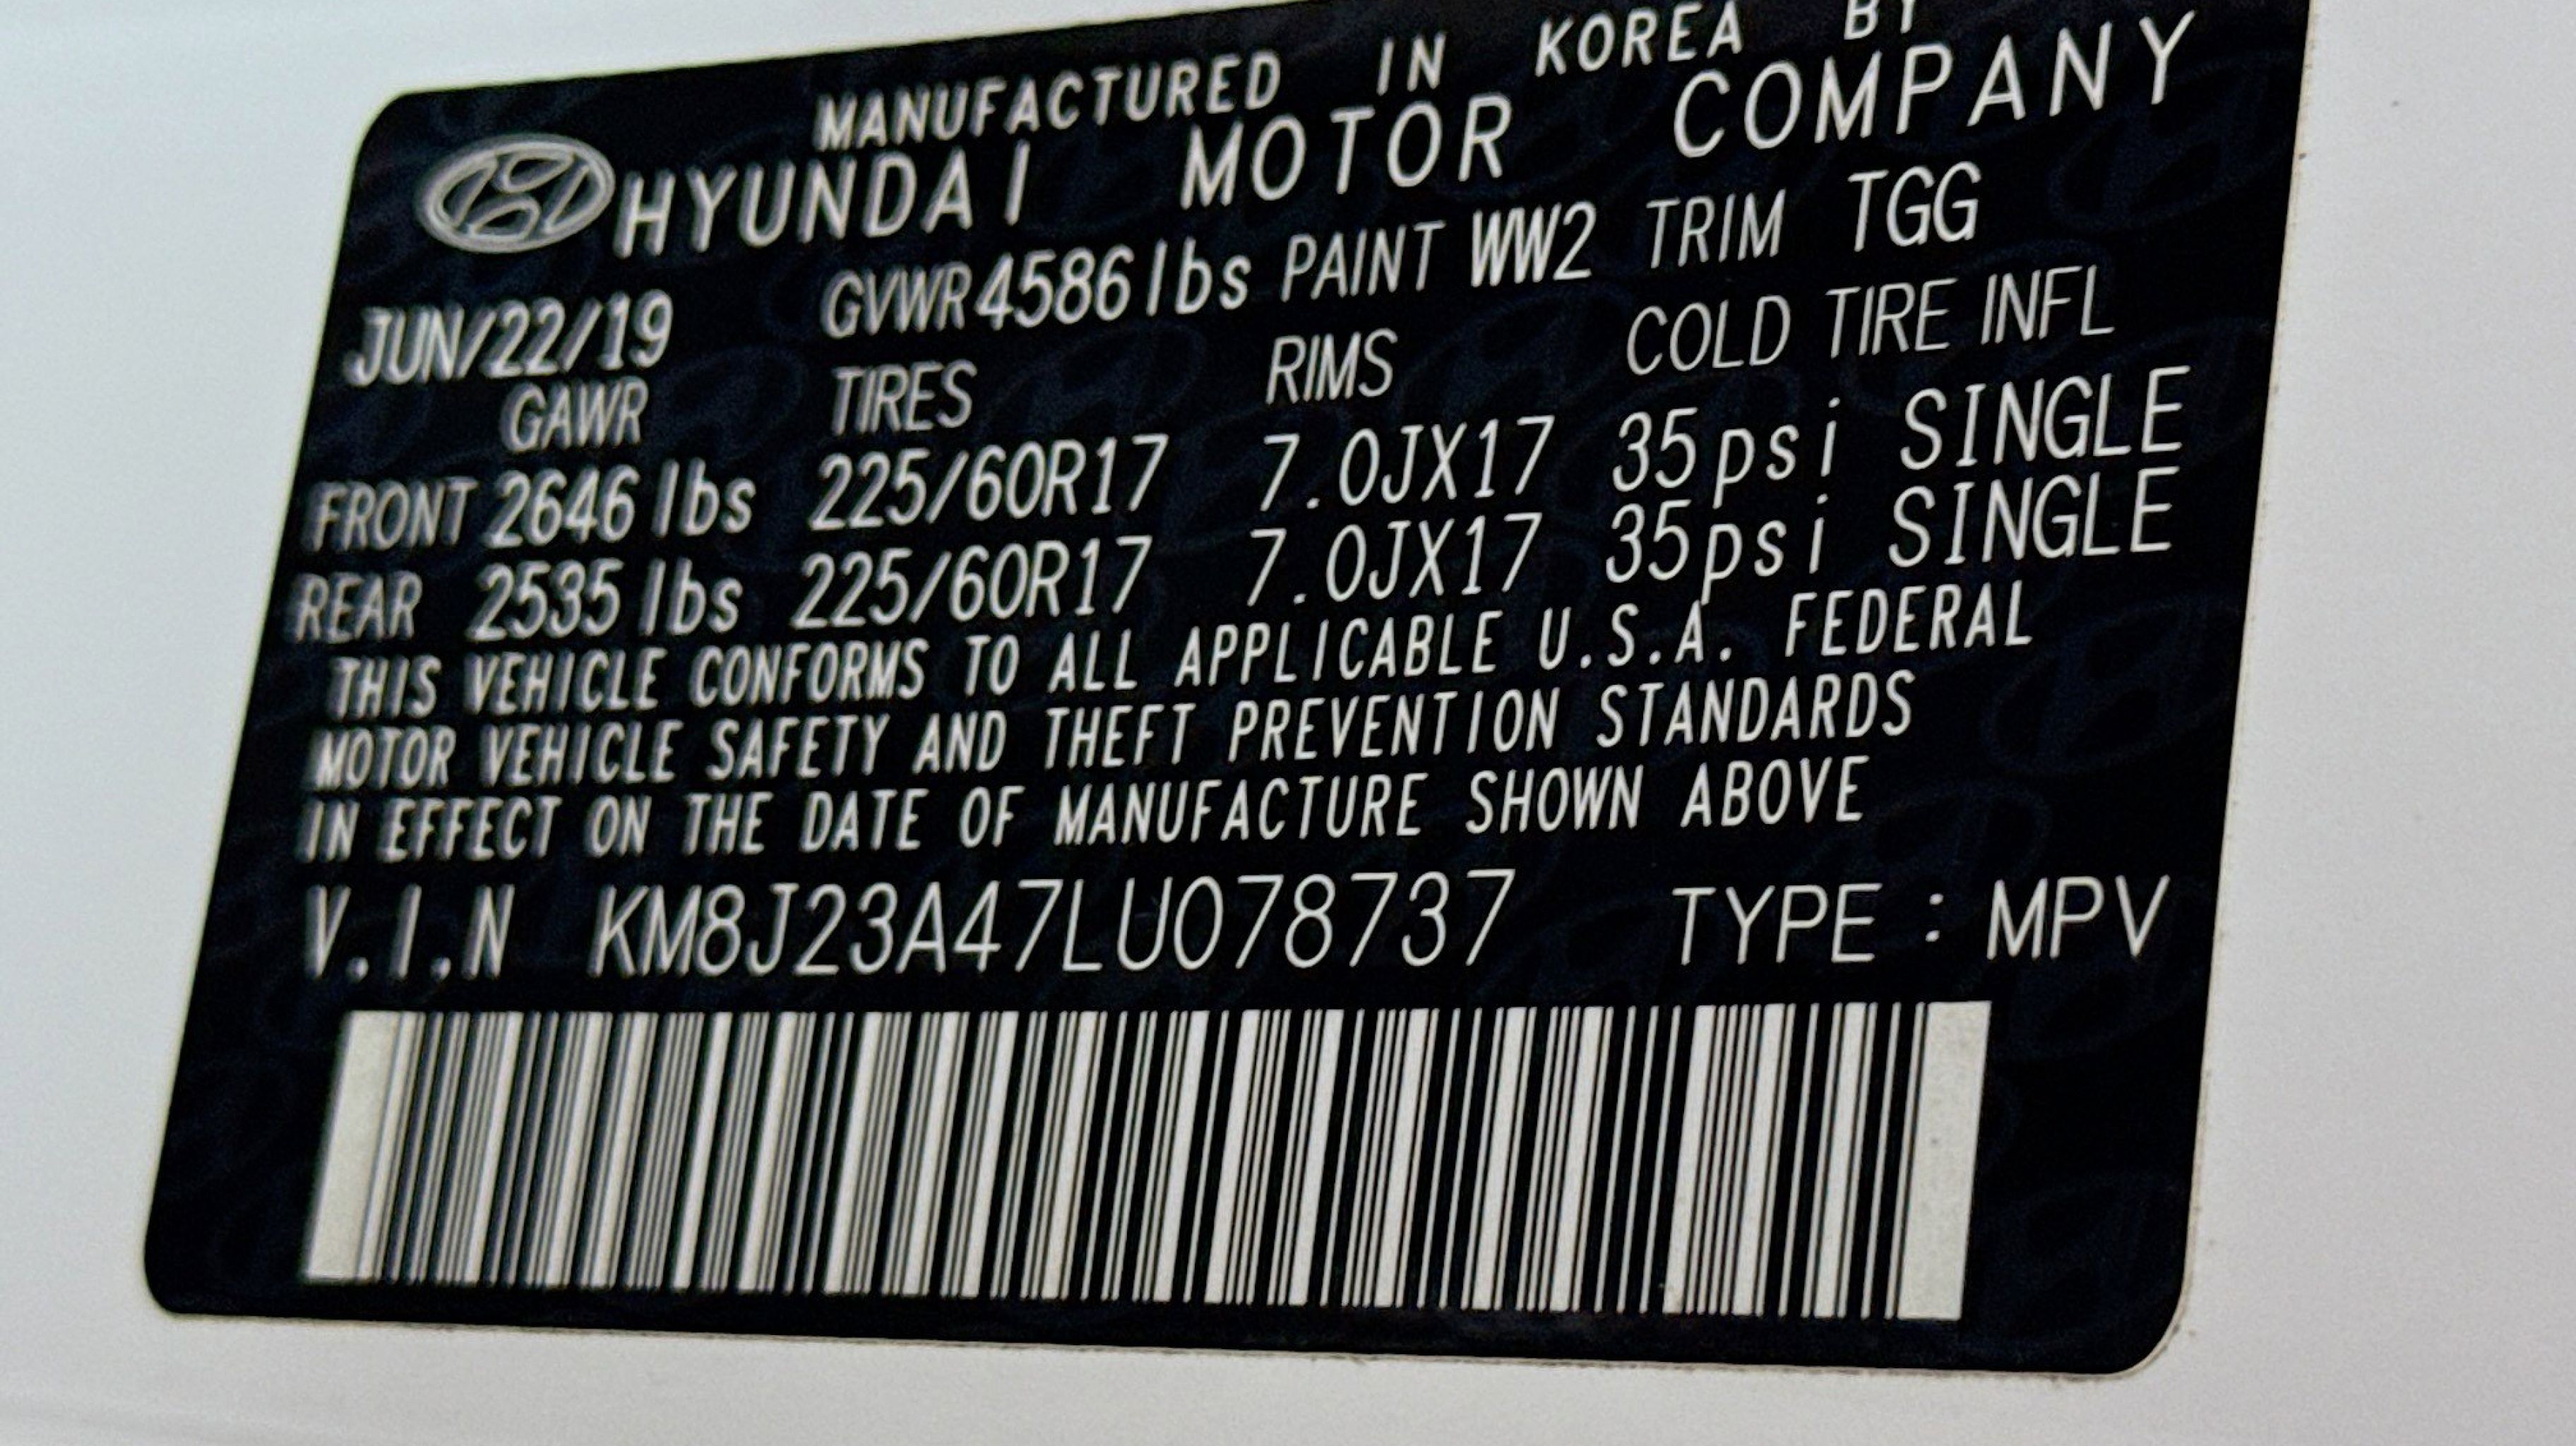 MANUFACTURED IN KOREA BY
HYUNDAI MOTOR COMPANY
JUN/22/19 GVWR 4586 lbs PAINT WW2 TRIM TGG
GAWR TIRES RIMS COLD TIRE INFL
FRONT 2646 lbs 225/60R17 7.0JX17 35psi SINGLE
REAR 2535 lbs 225/60R17 7.0JX17 35psi SINGLE
THIS VEHICLE CONFORMS TO ALL APPLICABLE U.S.A. FEDERAL
MOTOR VEHICLE SAFETY AND THEFT PREVENTION STANDARDS
IN EFFECT ON THE DATE OF MANUFACTURE SHOWN ABOVE
V.I.N KM8J23A47LU078737 TYPE : MPV